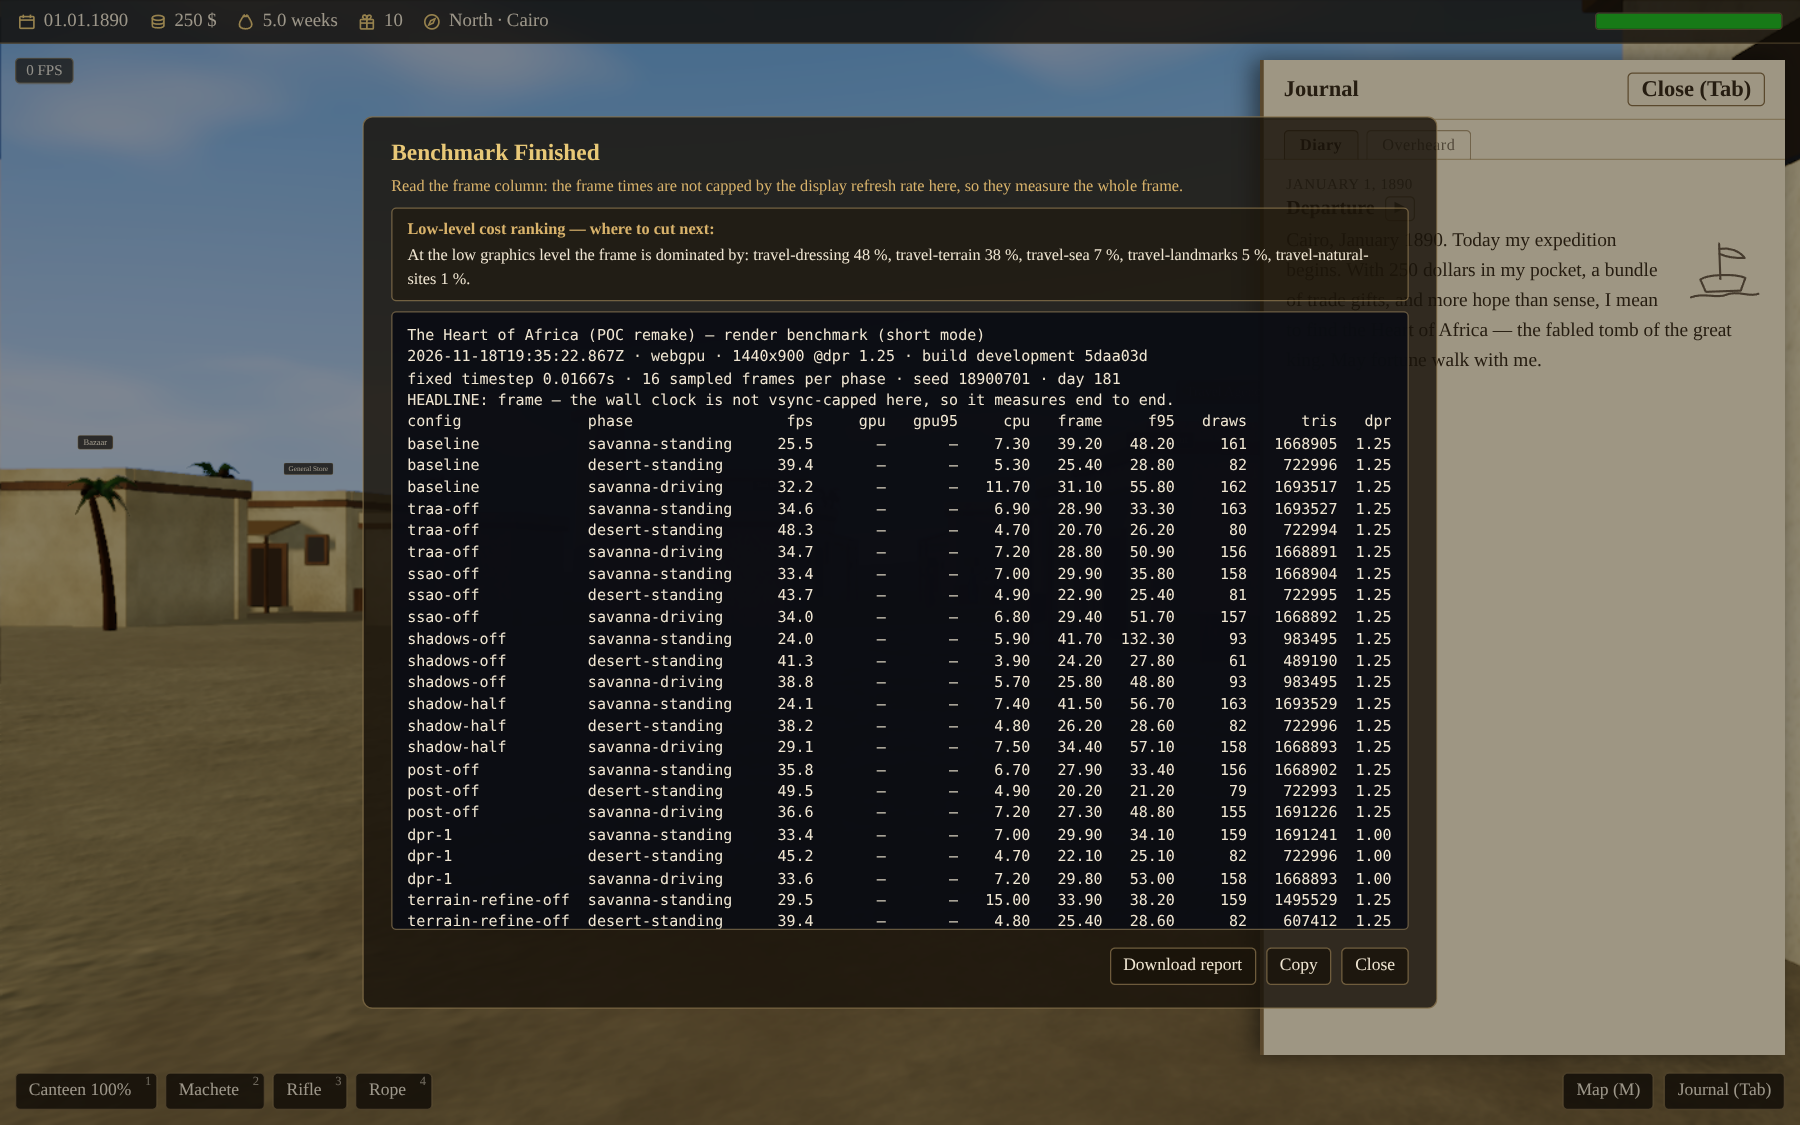 01.01.1890 250 $ 5.0 weeks 10 North · Cairo
0 FPS
Journal Close (Tab)
Diary Overheard
JANUARY 1, 1890
Departure
Cairo, January 1890. Today my expedition
begins. With 250 dollars in my pocket, a bundle
of trade gifts, and more hope than sense, I mean
t of Africa — the fabled tomb of the great
ne walk with me.
Benchmark Finished
Read the frame column: the frame times are not capped by the display refresh rate here, so they measure the whole frame.
Low-level cost ranking — where to cut next:
At the low graphics level the frame is dominated by: travel-dressing 48 %, travel-terrain 38 %, travel-sea 7 %, travel-landmarks 5 %, travel-natural-
sites 1 %.
The Heart of Africa (POC remake) — render benchmark (short mode)
2026-11-18T19:35:22.867Z · webgpu · 1440x900 @dpr 1.25 · build development 5daa03d
fixed timestep 0.01667s · 16 sampled frames per phase · seed 18900701 · day 181
HEADLINE: frame — the wall clock is not vsync-capped here, so it measures end to end.
config phase fps gpu gpu95 cpu frame f95 draws tris dpr
baseline savanna-standing 25.5 — — 7.30 39.20 48.20 161 1668905 1.25
baseline desert-standing 39.4 — — 5.30 25.40 28.80 82 722996 1.25
baseline savanna-driving 32.2 — — 11.70 31.10 55.80 162 1693517 1.25
traa-off savanna-standing 34.6 — — 6.90 28.90 33.30 163 1693527 1.25
traa-off desert-standing 48.3 — — 4.70 20.70 26.20 80 722994 1.25
traa-off savanna-driving 34.7 — — 7.20 28.80 50.90 156 1668891 1.25
ssao-off savanna-standing 33.4 — — 7.00 29.90 35.80 158 1668904 1.25
ssao-off desert-standing 43.7 — — 4.90 22.90 25.40 81 722995 1.25
ssao-off savanna-driving 34.0 — — 6.80 29.40 51.70 157 1668892 1.25
shadows-off savanna-standing 24.0 — — 5.90 41.70 132.30 93 983495 1.25
shadows-off desert-standing 41.3 — — 3.90 24.20 27.80 61 489190 1.25
shadows-off savanna-driving 38.8 — — 5.70 25.80 48.80 93 983495 1.25
shadow-half savanna-standing 24.1 — — 7.40 41.50 56.70 163 1693529 1.25
shadow-half desert-standing 38.2 — — 4.80 26.20 28.60 82 722996 1.25
shadow-half savanna-driving 29.1 — — 7.50 34.40 57.10 158 1668893 1.25
post-off savanna-standing 35.8 — — 6.70 27.90 33.40 156 1668902 1.25
post-off desert-standing 49.5 — — 4.90 20.20 21.20 79 722993 1.25
post-off savanna-driving 36.6 — — 7.20 27.30 48.80 155 1691226 1.25
dpr-1 savanna-standing 33.4 — — 7.00 29.90 34.10 159 1691241 1.00
dpr-1 desert-standing 45.2 — — 4.70 22.10 25.10 82 722996 1.00
dpr-1 savanna-driving 33.6 — — 7.20 29.80 53.00 158 1668893 1.00
terrain-refine-off savanna-standing 29.5 — — 15.00 33.90 38.20 159 1495529 1.25
terrain-refine-off desert-standing 39.4 — — 4.80 25.40 28.60 82 607412 1.25
Download report Copy Close
Bazaar
General Store
Canteen 100% 1 Machete 2 Rifle 3 Rope 4
Map (M) Journal (Tab)